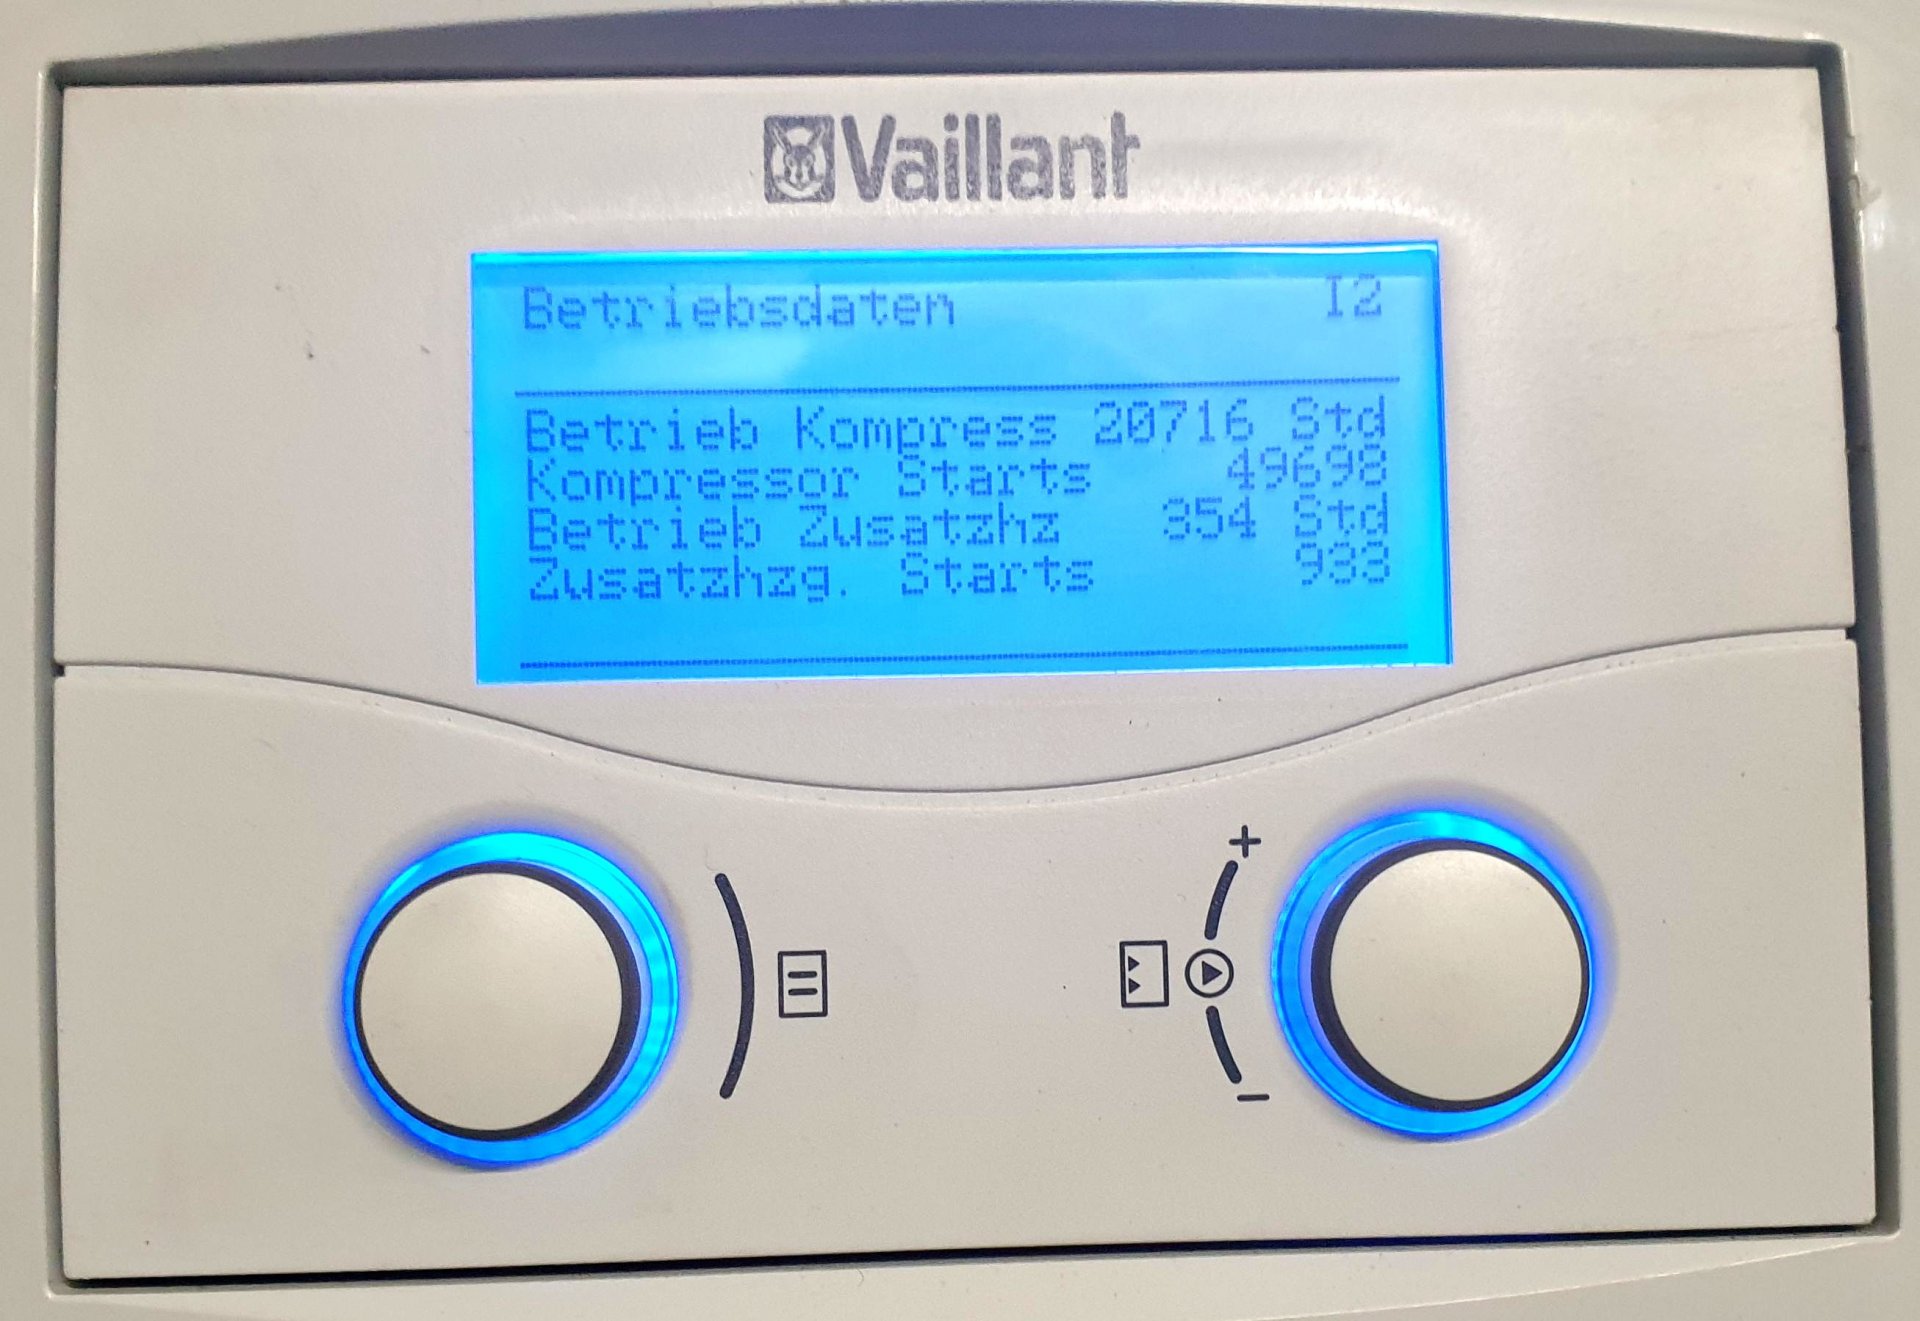 Vaillant
Betriebsdaten I2
Betrieb Kompress 20716 Std
Kompressor Starts 49698
Betrieb Zusatzhz 354 Std
Zusatzhzg. Starts 933
+
−